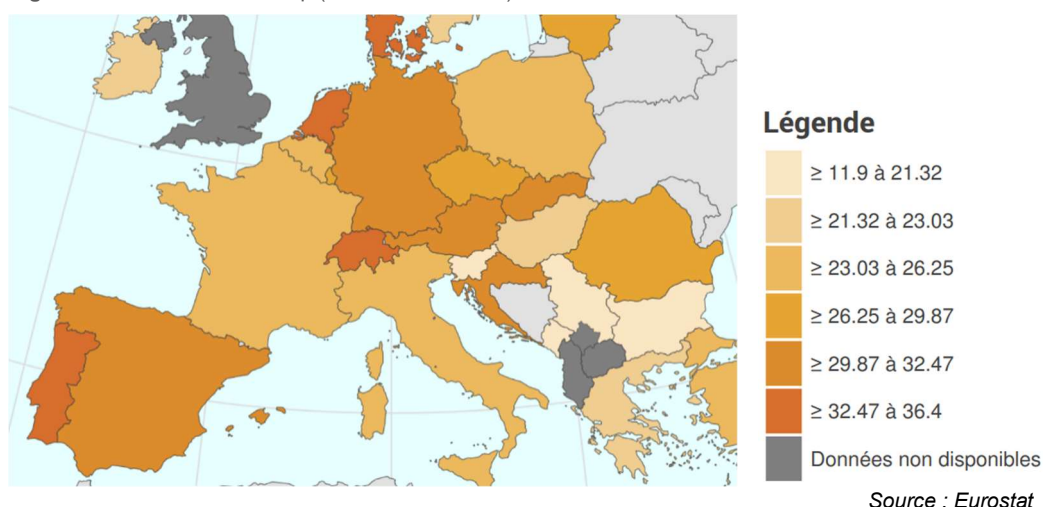 Légende
≥ 11.9 à 21.32
≥ 21.32 à 23.03
≥ 23.03 à 26.25
≥ 26.25 à 29.87
≥ 29.87 à 32.47
≥ 32.47 à 36.4
Données non disponibles
Source : Eurostat